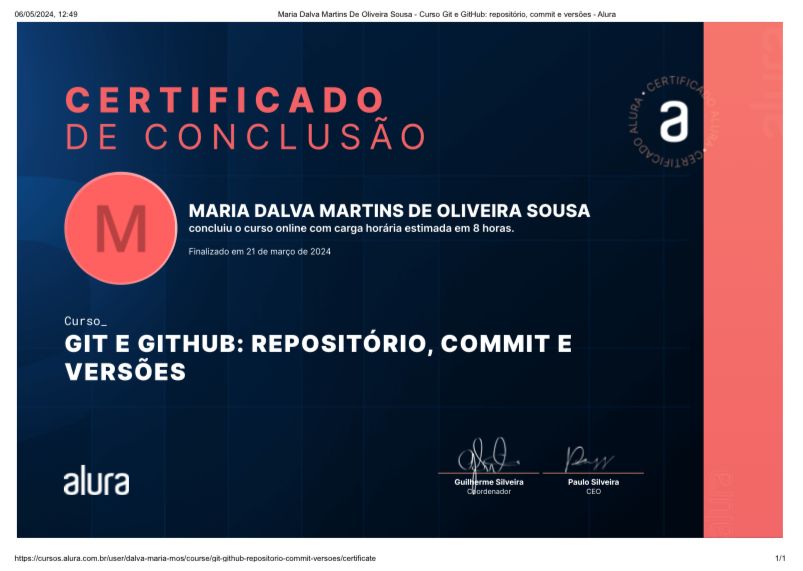 06/05/2024, 12:49
Maria Dalva Martins De Oliveira Sousa - Curso Git e GitHub: repositório, commit e versões - Alura
CERTIFICADO
DE CONCLUSÃO
CERTIFICADO ALURA • CERTIFICADO ALURA •
a
alura
M
MARIA DALVA MARTINS DE OLIVEIRA SOUSA
concluiu o curso online com carga horária estimada em 8 horas.
Finalizado em 21 de março de 2024
Curso_
GIT E GITHUB: REPOSITÓRIO, COMMIT E
VERSÕES
alura
Guilherme Silveira
Coordenador
Paulo Silveira
CEO
alura
https://cursos.alura.com.br/user/dalva-maria-mos/course/git-github-repositorio-commit-versoes/certificate
1/1